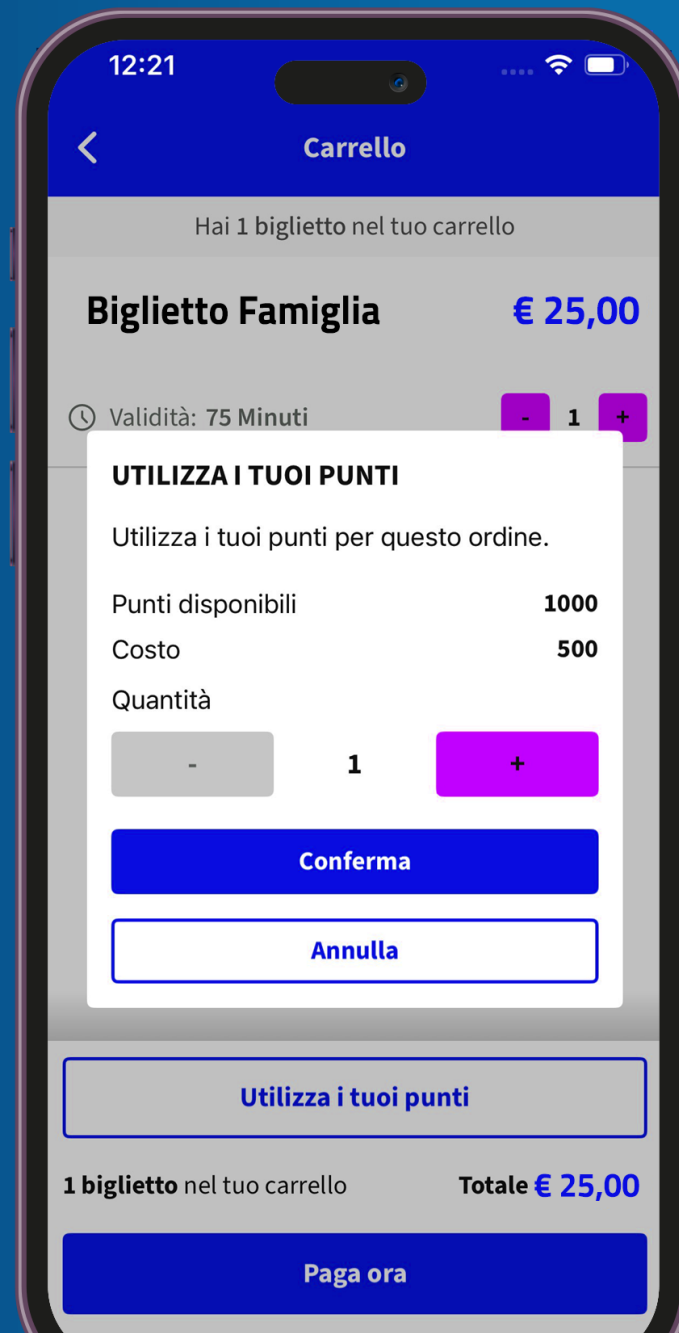 12:21
Carrello
Hai 1 biglietto nel tuo carrello
Biglietto Famiglia € 25,00
Validità: 75 Minuti - 1 +
UTILIZZA I TUOI PUNTI
Utilizza i tuoi punti per questo ordine.
Punti disponibili 1000
Costo 500
Quantità
- 1 +
Conferma
Annulla
Utilizza i tuoi punti
1 biglietto nel tuo carrello Totale € 25,00
Paga ora